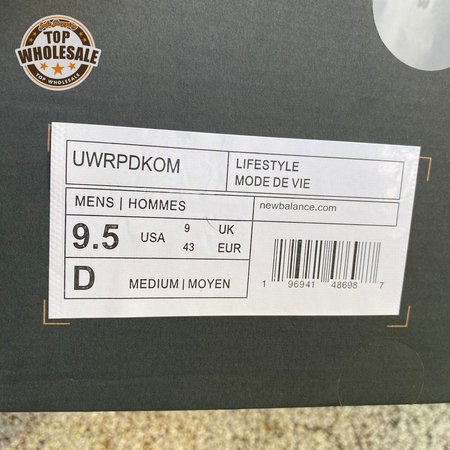 TOP
WHOLESALE
TOP WHOLESALE
UWRPDKOM
LIFESTYLE
MODE DE VIE
MENS | HOMMES
newbalance.com
9.5 USA 9 UK
43 EUR
D MEDIUM | MOYEN
1 96941 48698 7